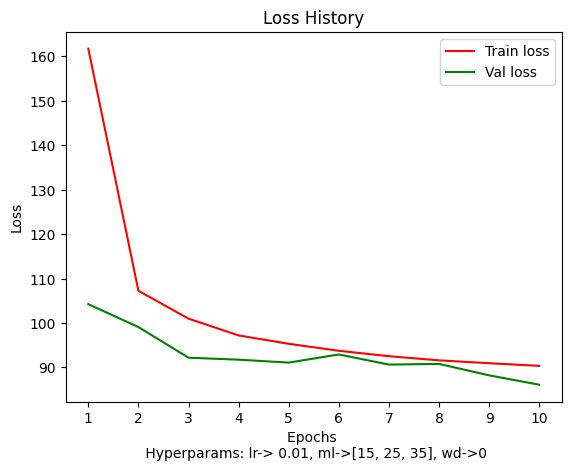 Loss History
Train loss
Val loss
160
150
140
130
120
110
100
90
Loss
1 2 3 4 5 6 7 8 9 10
Epochs
Hyperparams: lr-> 0.01, ml->[15, 25, 35], wd->0